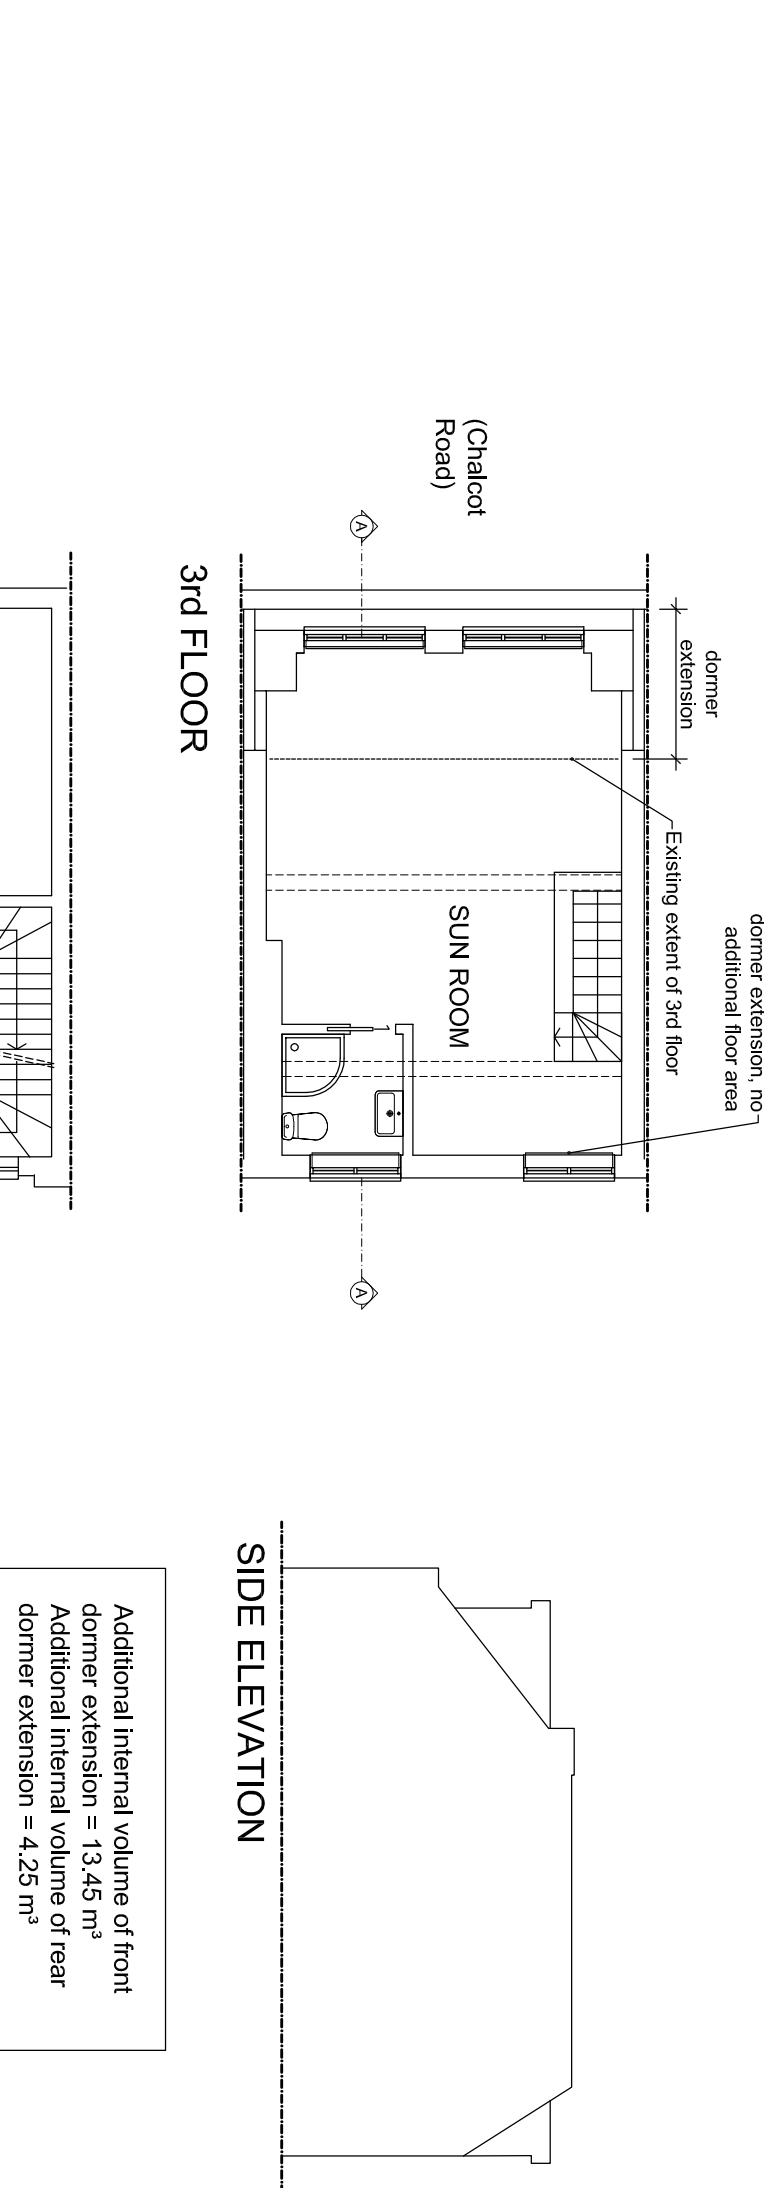 dormer extension, no
additional floor area
dormer
extension
Existing extent of 3rd floor
(Chalcot
Road)
SUN ROOM
A
A
3rd FLOOR
SIDE ELEVATION
Additional internal volume of front
dormer extension = 13.45 m³
Additional internal volume of rear
dormer extension = 4.25 m³